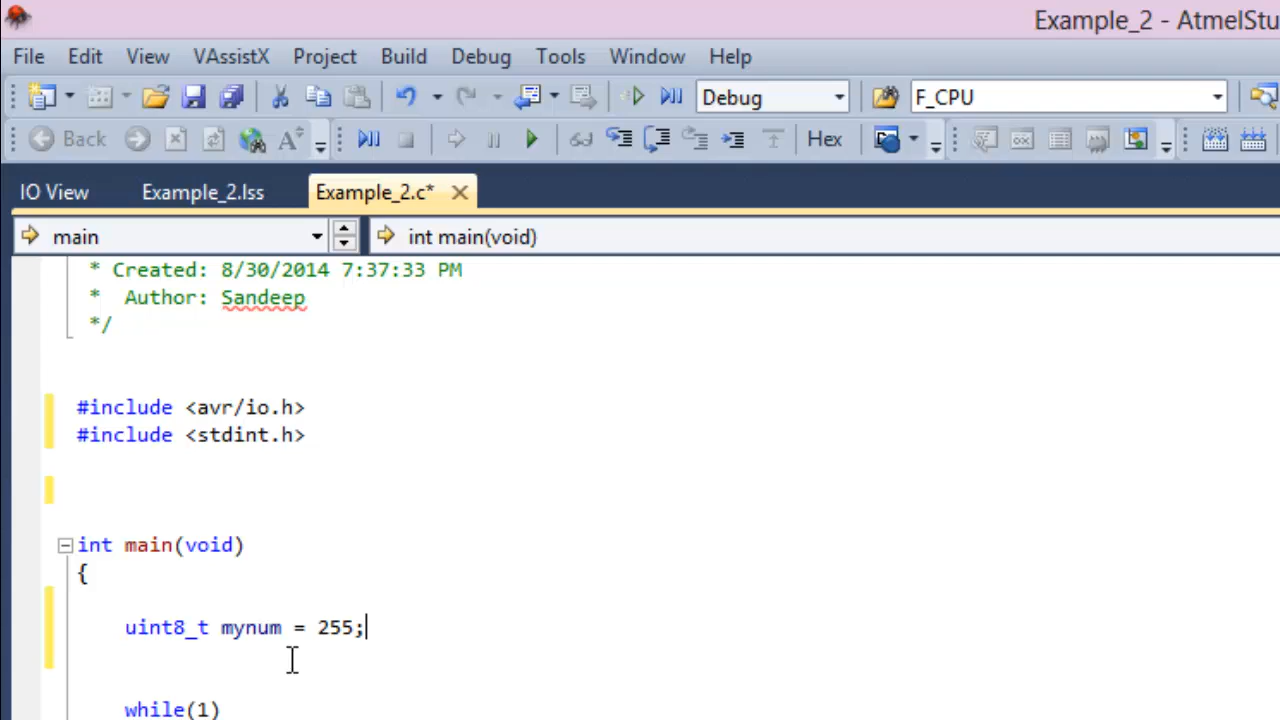 Example_2 - AtmelStu
File Edit View VAssistX Project Build Debug Tools Window Help
Debug F_CPU
Back Hex
IO View Example_2.lss Example_2.c*
main int main(void)
* Created: 8/30/2014 7:37:33 PM
* Author: Sandeep
*/
#include <avr/io.h>
#include <stdint.h>
int main(void)
{
uint8_t mynum = 255;
while(1)